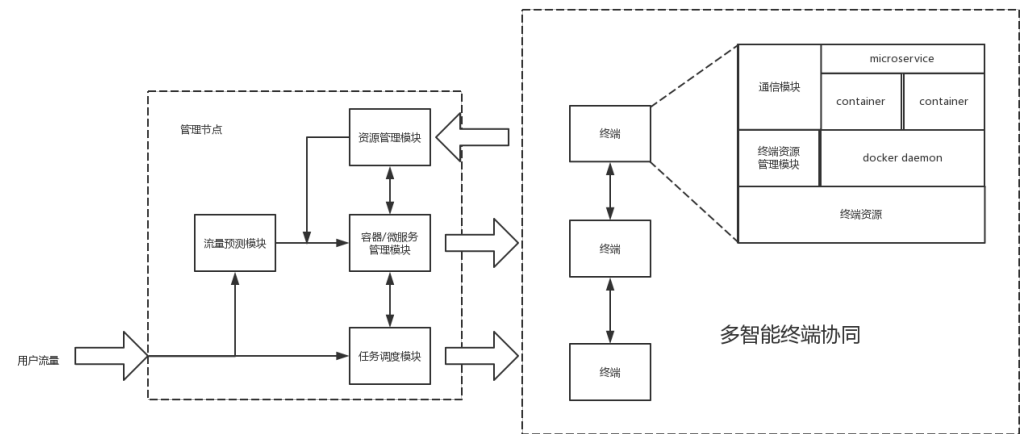 管理节点
资源管理模块
流量预测模块
容器/微服务
管理模块
任务调度模块
用户流量
终端
终端
终端
通信模块
microservice
container
container
终端资源
管理模块
docker daemon
终端资源
多智能终端协同